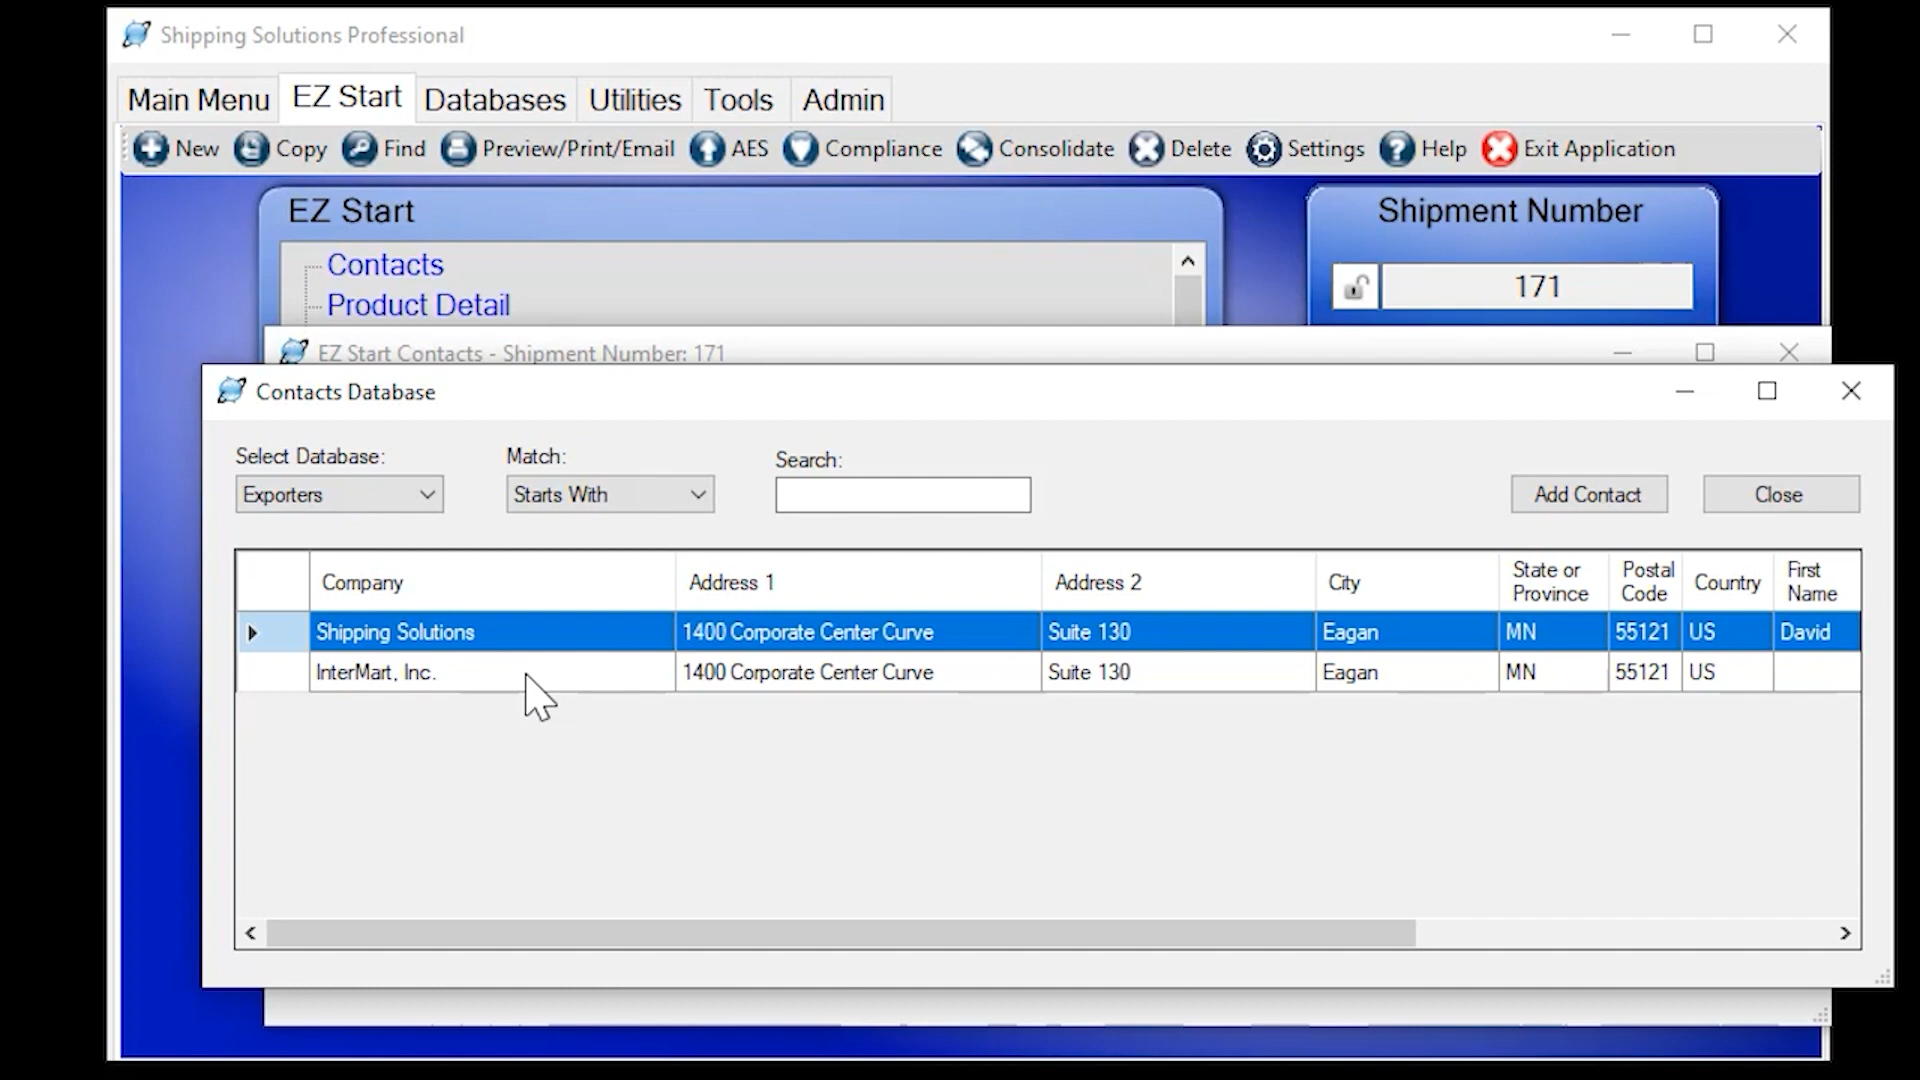 Shipping Solutions Professional
Main Menu EZ Start Databases Utilities Tools Admin
New Copy Find Preview/Print/Email AES Compliance Consolidate Delete Settings Help Exit Application
EZ Start
Shipment Number
Contacts
Product Detail
171
EZ Start Contacts - Shipment Number: 171
Contacts Database
Select Database: Match: Search:
Exporters Starts With Add Contact Close
Company Address 1 Address 2 City State or Province Postal Code Country First Name
Shipping Solutions 1400 Corporate Center Curve Suite 130 Eagan MN 55121 US David
InterMart, Inc. 1400 Corporate Center Curve Suite 130 Eagan MN 55121 US